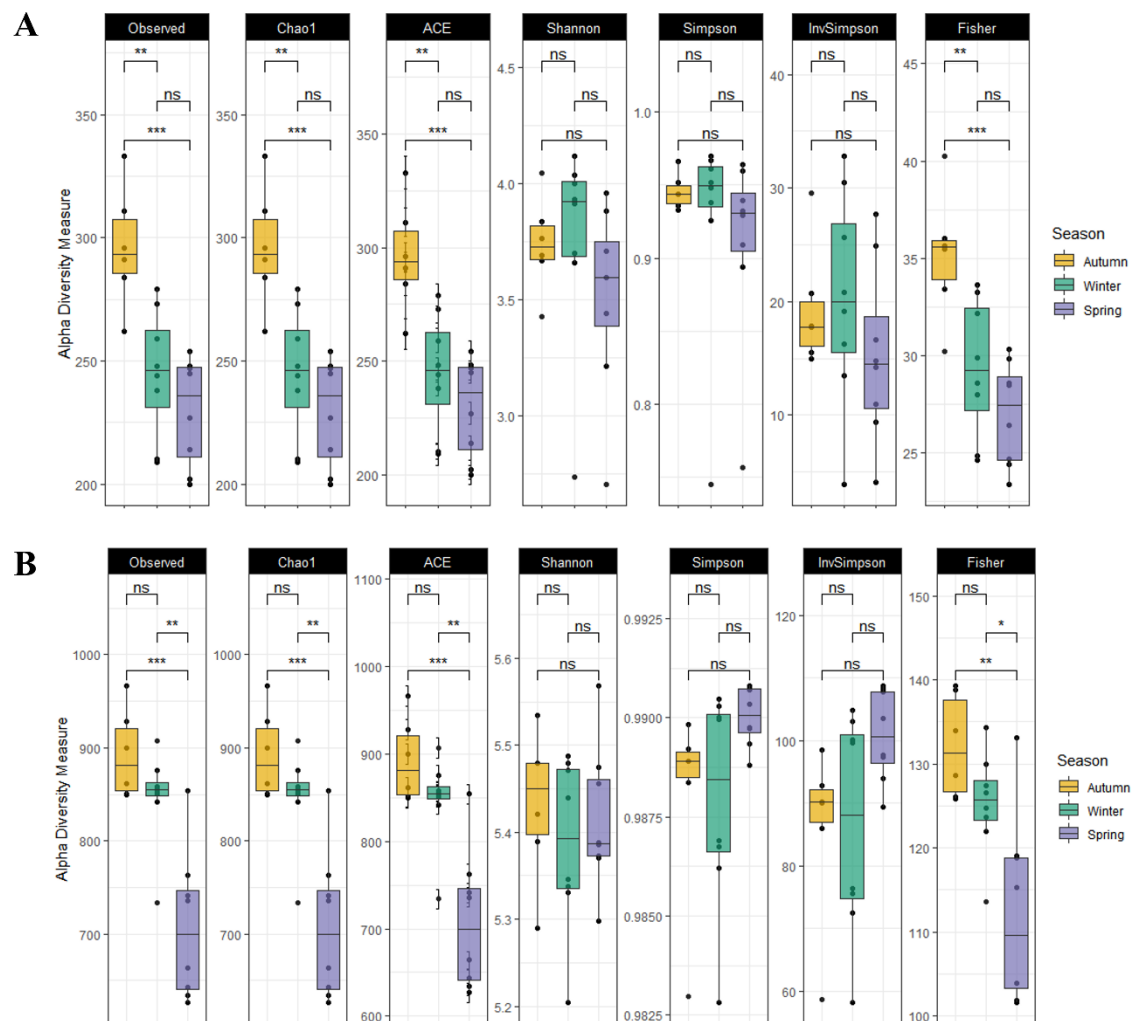 A
Observed Chao1 ACE Shannon Simpson InvSimpson Fisher
** ** ** ns ns ns **
ns ns ns ns ns ns ns
*** *** *** ns ns ns ***
Alpha Diversity Measure
350 300 250 200
350 300 250 200
350 300 250 200
4.5 4.0 3.5 3.0
1.0 0.9 0.8
40 30 20 10
45 40 35 30 25
Season
Autumn
Winter
Spring
B
Observed Chao1 ACE Shannon Simpson InvSimpson Fisher
ns ns ns ns ns ns ns
** ** ** ns ns ns *
*** *** *** ns ns ns **
Alpha Diversity Measure
1000 900 800 700
1000 900 800 700
1100 1000 900 800 700 600
5.6 5.5 5.4 5.3 5.2
0.9925 0.9900 0.9875 0.9850 0.9825
120 100 80 60
150 140 130 120 110 100
Season
Autumn
Winter
Spring